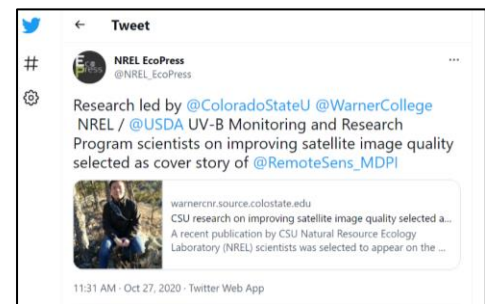 ← Tweet
Eco
Press
NREL EcoPress
@NREL_EcoPress
...
#
Research led by @ColoradoStateU @WarnerCollege
NREL / @USDA UV-B Monitoring and Research
Program scientists on improving satellite image quality
selected as cover story of @RemoteSens_MDPI
warnercnr.source.colostate.edu
CSU research on improving satellite image quality selected a...
A recent publication by CSU Natural Resource Ecology
Laboratory (NREL) scientists was selected to appear on the ...
11:31 AM · Oct 27, 2020 · Twitter Web App